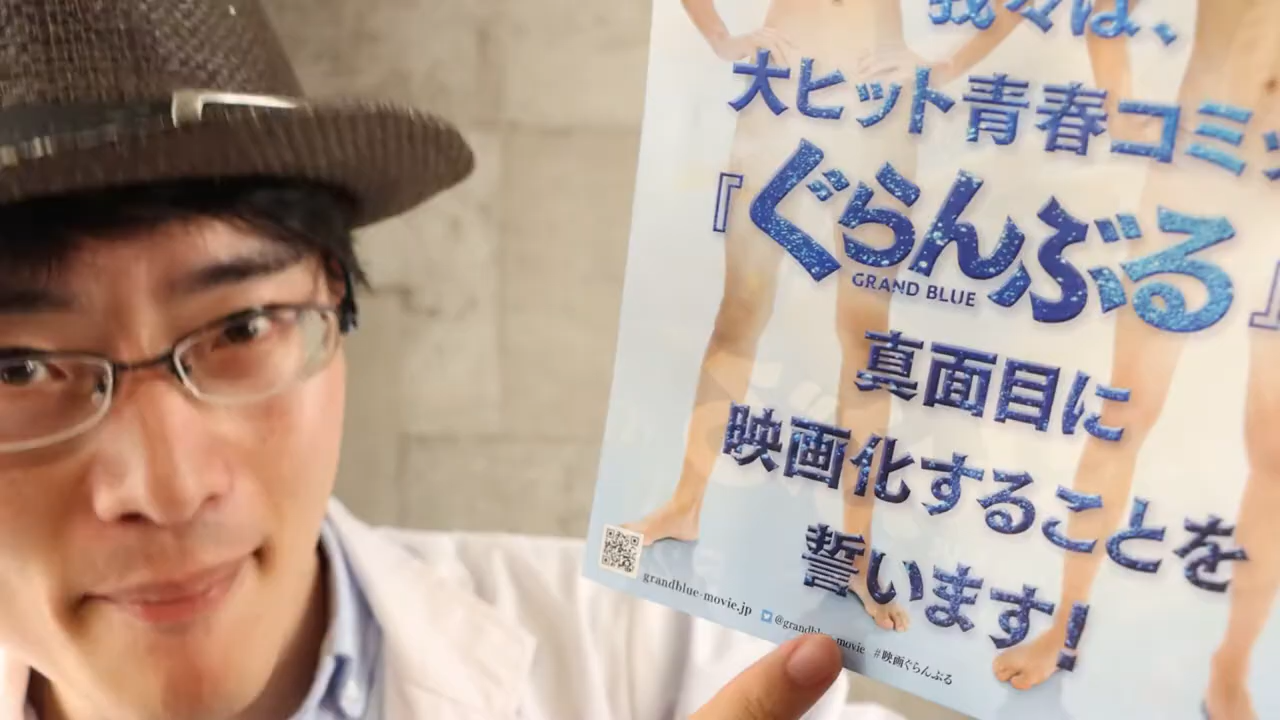 我々は、
大ヒット青春コミッ
『ぐらんぶる』
GRAND BLUE
真面目に
映画化することを
誓います!
grandblue-movie.jp
@grandblue_movie #映画ぐらんぶる